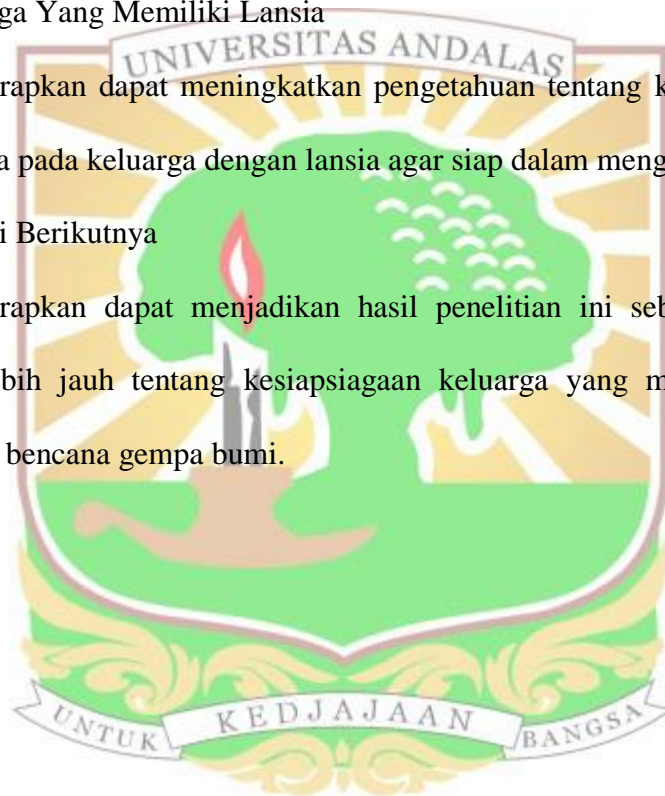 ga Yang Memiliki Lansia
UNIVERSITAS ANDALAS
rapkan dapat meningkatkan pengetahuan tentang k
a pada keluarga dengan lansia agar siap dalam meng
i Berikutnya
rapkan dapat menjadikan hasil penelitian ini seb
bih jauh tentang kesiapsiagaan keluarga yang m
bencana gempa bumi.
UNTUK KEDJAJAAN BANGSA